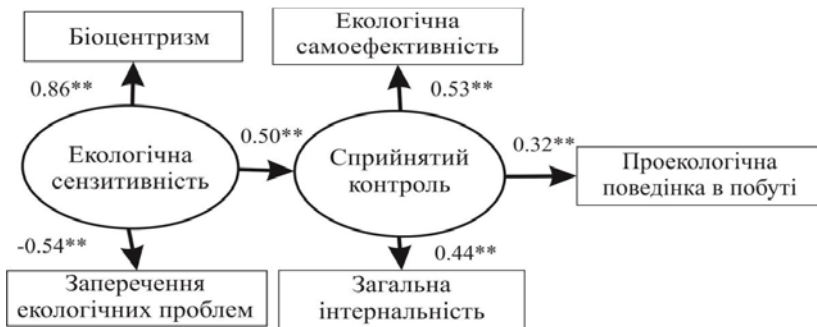 Біоцентризм
Екологічна
самоефективність
0.86**
0.53**
Екологічна
сензитивність
0.50**
Сприйнятий
контроль
0.32**
Проекологічна
поведінка в побуті
-0.54**
0.44**
Заперечення
екологічних проблем
Загальна
інтернальність